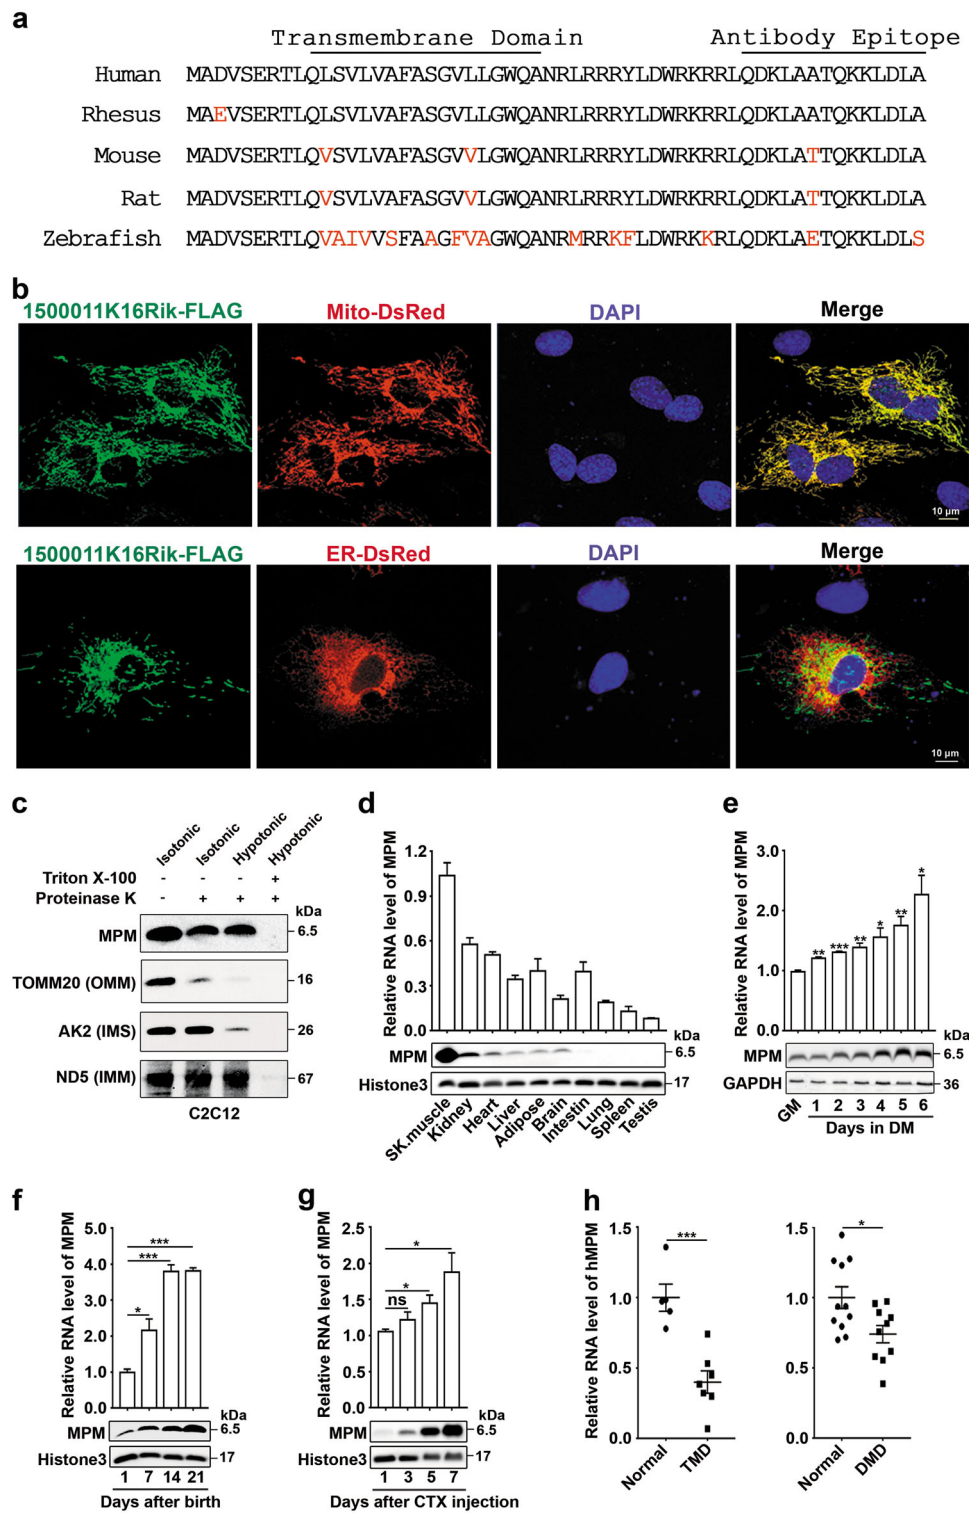 a
Transmembrane Domain Antibody Epitope
Human MADVSERTLQLSVLVAFASGVLLGWQANRLRRRYLDWRKRRLQDKLAATQKKLDLA
Rhesus MAEVSERTLQLSVLVAFASGVLLGWQANRLRRRYLDWRKRRLQDKLAATQKKLDLA
Mouse MADVSERTLQVSVLVAFASGVVLGWQANRLRRRYLDWRKRRLQDKLATTQKKLDLA
Rat MADVSERTLQVSVLVAFASGVVLGWQANRLRRRYLDWRKRRLQDKLATTQKKLDLA
Zebrafish MADVSERTLQVAIVVSFAAGFVAGWQANRMRRKFLDWRKKRLQDKLAETQKKLDLS
b
1500011K16Rik-FLAG Mito-DsRed DAPI Merge
10 µm
1500011K16Rik-FLAG ER-DsRed DAPI Merge
10 µm
c
Isotonic Isotonic Hypotonic Hypotonic
Triton X-100 - - - +
Proteinase K - + + +
kDa
MPM 6.5
TOMM20 (OMM) 16
AK2 (IMS) 26
ND5 (IMM) 67
C2C12
d
Relative RNA level of MPM
1.2
0.9
0.6
0.3
0.0
kDa
MPM 6.5
Histone3 17
SK.muscle Kidney Heart Liver Adipose Brain Intestin Lung Spleen Testis
e
Relative RNA level of MPM
3.0
2.0
1.0
0.0
** *** ** * ** *
kDa
MPM 6.5
GAPDH 36
GM 1 2 3 4 5 6
Days in DM
f
Relative RNA level of MPM
5.0
4.0
3.0
2.0
1.0
0.0
***
***
*
kDa
MPM 6.5
Histone3 17
1 7 14 21
Days after birth
g
Relative RNA level of MPM
2.5
2.0
1.5
1.0
0.5
0.0
*
*
ns
kDa
MPM 6.5
Histone3 17
1 3 5 7
Days after CTX injection
h
Relative RNA level of hMPM
1.5
1.0
0.5
0.0
***
Normal TMD
1.5
1.0
0.5
0.0
*
Normal DMD